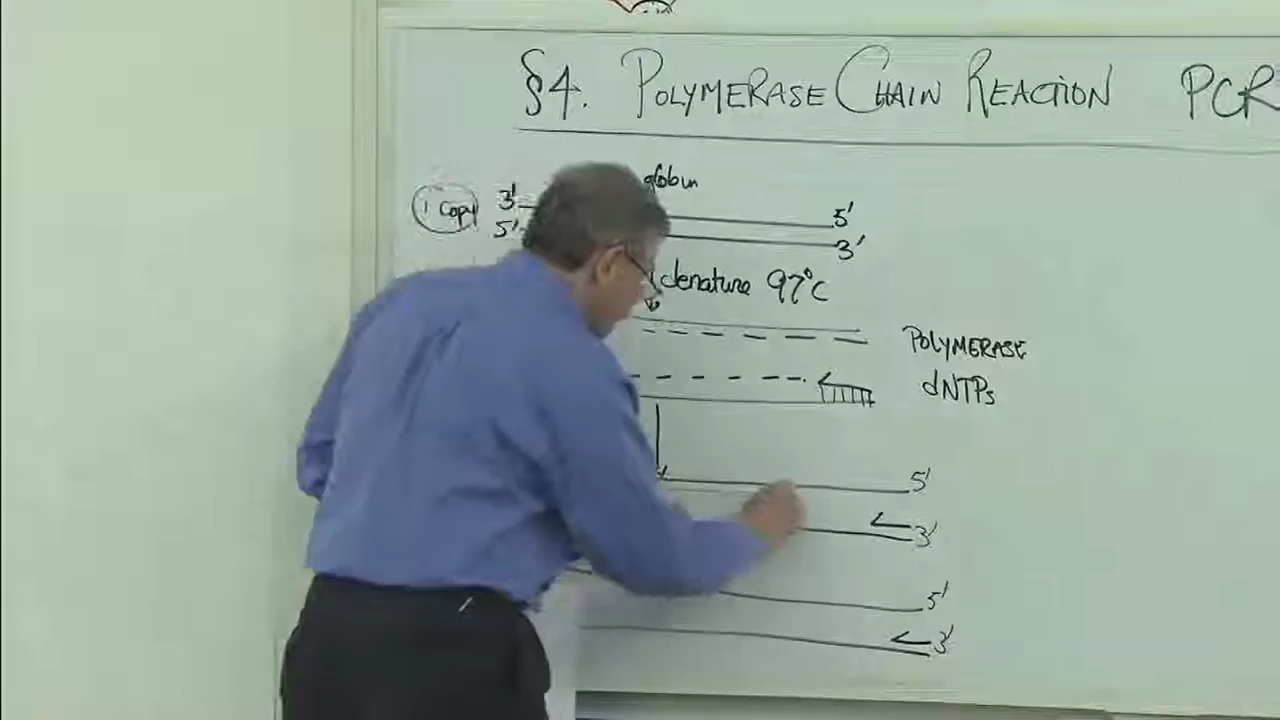 §4. POLYMERASE CHAIN REACTION PCR
globin
1 Copy 3' 5'
5' 3'
denature 97°C
POLYMERASE
dNTPs
5'
3'
5'
3'